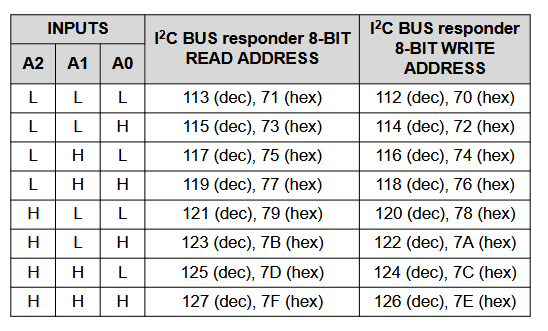 INPUTS
I²C BUS responder 8-BIT
READ ADDRESS
I²C BUS responder
8-BIT WRITE
ADDRESS
A2 A1 A0
L L L 113 (dec), 71 (hex) 112 (dec), 70 (hex)
L L H 115 (dec), 73 (hex) 114 (dec), 72 (hex)
L H L 117 (dec), 75 (hex) 116 (dec), 74 (hex)
L H H 119 (dec), 77 (hex) 118 (dec), 76 (hex)
H L L 121 (dec), 79 (hex) 120 (dec), 78 (hex)
H L H 123 (dec), 7B (hex) 122 (dec), 7A (hex)
H H L 125 (dec), 7D (hex) 124 (dec), 7C (hex)
H H H 127 (dec), 7F (hex) 126 (dec), 7E (hex)